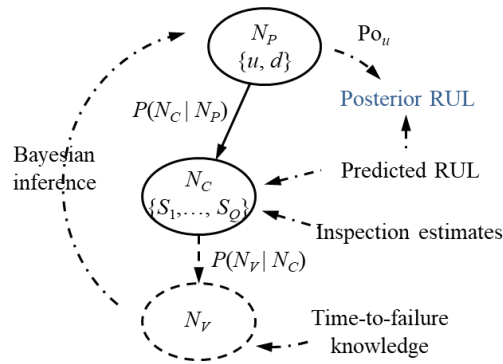 N_P
{u, d}
Po_u
Posterior RUL
P(N_C | N_P)
Bayesian
inference
Predicted RUL
N_C
{S_1,…, S_Q}
Inspection estimates
P(N_V | N_C)
N_V
Time-to-failure
knowledge